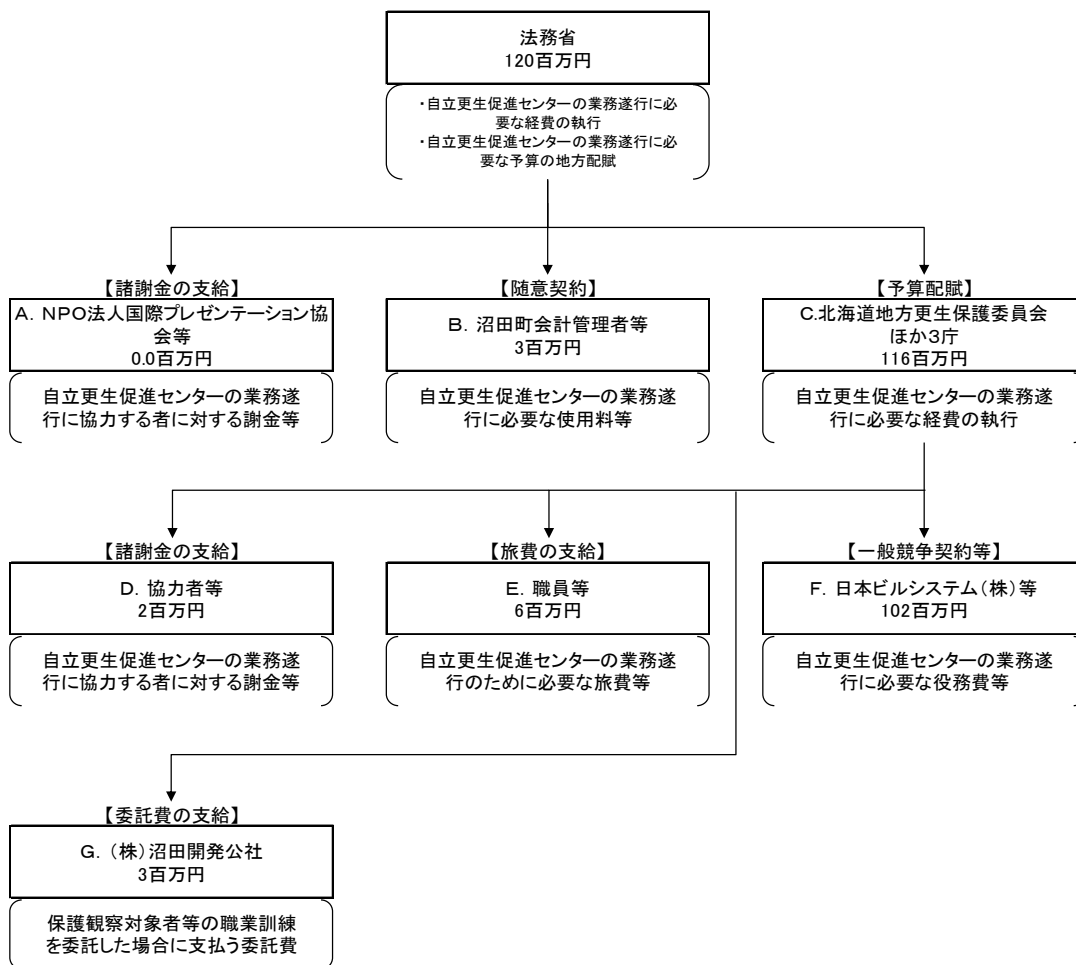 法務省
120百万円
・自立更生促進センターの業務遂行に必
要な経費の執行
・自立更生促進センターの業務遂行に必
要な予算の地方配賦
【諸謝金の支給】
A. NPO法人国際プレゼンテーション協
会等
0.0百万円
自立更生促進センターの業務遂
行に協力する者に対する謝金等
【随意契約】
B. 沼田町会計管理者等
3百万円
自立更生促進センターの業務遂
行に必要な使用料等
【予算配賦】
C.北海道地方更生保護委員会
ほか3庁
116百万円
自立更生促進センターの業務遂
行に必要な経費の執行
【諸謝金の支給】
D. 協力者等
2百万円
自立更生促進センターの業務遂
行に協力する者に対する謝金等
【旅費の支給】
E. 職員等
6百万円
自立更生促進センターの業務遂
行のために必要な旅費等
【一般競争契約等】
F. 日本ビルシステム(株)等
102百万円
自立更生促進センターの業務遂
行に必要な役務費等
【委託費の支給】
G. (株)沼田開発公社
3百万円
保護観察対象者等の職業訓練
を委託した場合に支払う委託費